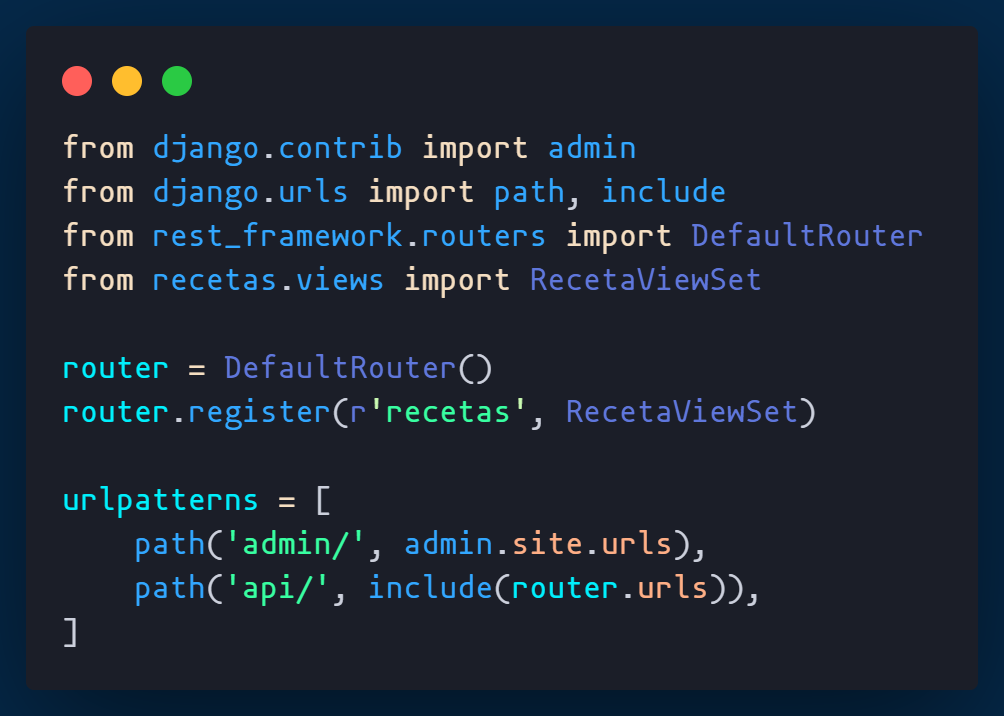 from django.contrib import admin
from django.urls import path, include
from rest_framework.routers import DefaultRouter
from recetas.views import RecetaViewSet

router = DefaultRouter()
router.register(r'recetas', RecetaViewSet)

urlpatterns = [
    path('admin/', admin.site.urls),
    path('api/', include(router.urls)),
]